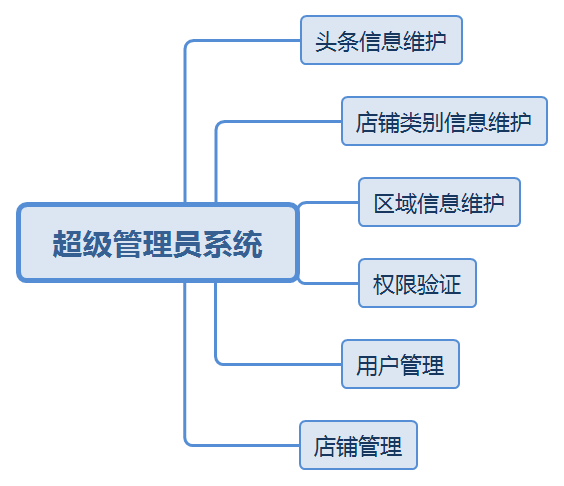 头条信息维护
店铺类别信息维护
区域信息维护
超级管理员系统
权限验证
用户管理
店铺管理